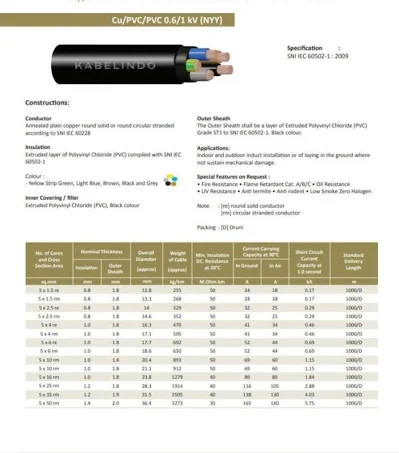 Cu/PVC/PVC 0.6/1 kV (NYY)
KABELINDO
Specification :
SNI IEC 60502-1 : 2009
Constructions:
Conductor
Annealed plain copper round solid or round circular stranded
according to SNI IEC 60228
Insulation
Extruded layer of Polyvinyl Chloride (PVC) complied with SNI IEC
60502-1
Colour :
- Yellow Strip Green, Light Blue, Brown, Black and Grey
Inner Covering / filler
Extruded Polyvinyl Chloride (PVC), Black colour
Outer Sheath
The Outer Sheath shall be a layer of Extruded Polyvinyl Chloride (PVC)
Grade ST1 to SNI IEC 60502-1. Black colour.
Applications:
Indoor and outdoor induct installation or of laying in the ground where
not sustain mechanical damage.
Special Features on Request :
• Fire Resistance • Flame Retardant Cat. A/B/C • Oil Resistance
• UV Resistance • Anti termite • Anti rodent • Low Smoke Zero Halogen
Note : [re] round solid conductor
[rm] circular stranded conductor
Packing : [D] Drum
No. of Cores and Cross Section Area Nominal Thickness Overall Diameter (approx) Weight of Cable (approx) Min. Insulation DC. Resistance at 20°C Current Carrying Capacity at 30°C Short Circuit Current Capacity at 1.0 second Standard Delivery Length
Insulation Outer Sheath In Ground in Air
sq.mm mm mm mm kg/km M.Ohm-km A A kA m
5 x 1.5 re 0.8 1.8 12.8 255 50 24 18 0.17 1000/D
5 x 1.5 rm 0.8 1.8 13.3 268 50 24 18 0.17 1000/D
5 x 2.5 re 0.8 1.8 14 329 50 32 25 0.29 1000/D
5 x 2.5 rm 0.8 1.8 14.6 352 50 32 25 0.29 1000/D
5 x 4 re 1.0 1.8 16.3 470 50 41 34 0.46 1000/D
5 x 4 rm 1.0 1.8 17.1 505 50 41 34 0.46 1000/D
5 x 6 re 1.0 1.8 17.7 602 50 52 44 0.69 1000/D
5 x 6 rm 1.0 1.8 18.6 650 50 52 44 0.69 1000/D
5 x 10 re 1.0 1.8 20.4 893 50 69 60 1.15 1000/D
5 x 10 rm 1.0 1.8 21.1 912 50 69 60 1.15 1000/D
5 x 16 rm 1.0 1.8 23.8 1279 40 89 80 1.84 1000/D
5 x 25 rm 1.2 1.8 28.3 1914 40 116 105 2.88 1000/D
5 x 35 rm 1.2 1.9 31.5 2505 40 138 130 4.03 1000/D
5 x 50 rm 1.4 2.0 36.4 3273 30 165 160 5.75 1000/D